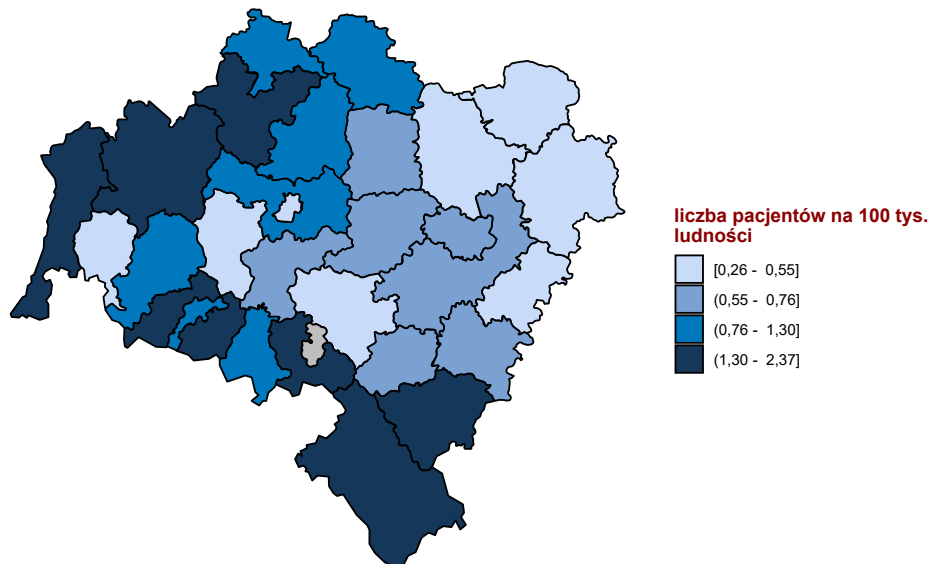 liczba pacjentów na 100 tys.
ludności
[0,26 - 0,55]
(0,55 - 0,76]
(0,76 - 1,30]
(1,30 - 2,37]